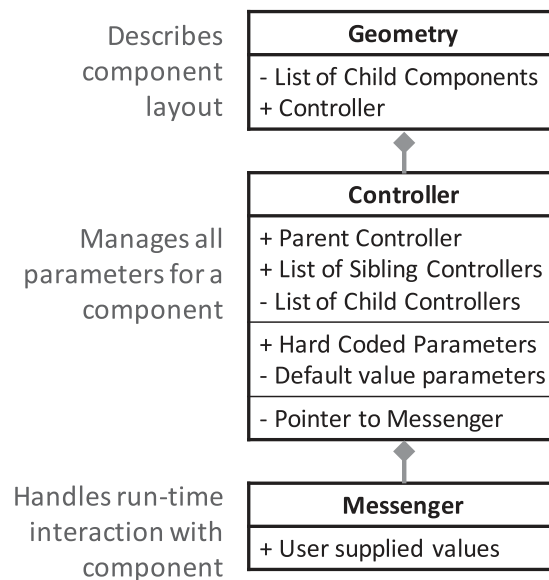 Describes
component
layout
Geometry
- List of Child Components
+ Controller
Manages all
parameters for a
component
Controller
+ Parent Controller
+ List of Sibling Controllers
- List of Child Controllers
+ Hard Coded Parameters
- Default value parameters
- Pointer to Messenger
Handles run-time
interaction with
component
Messenger
+ User supplied values